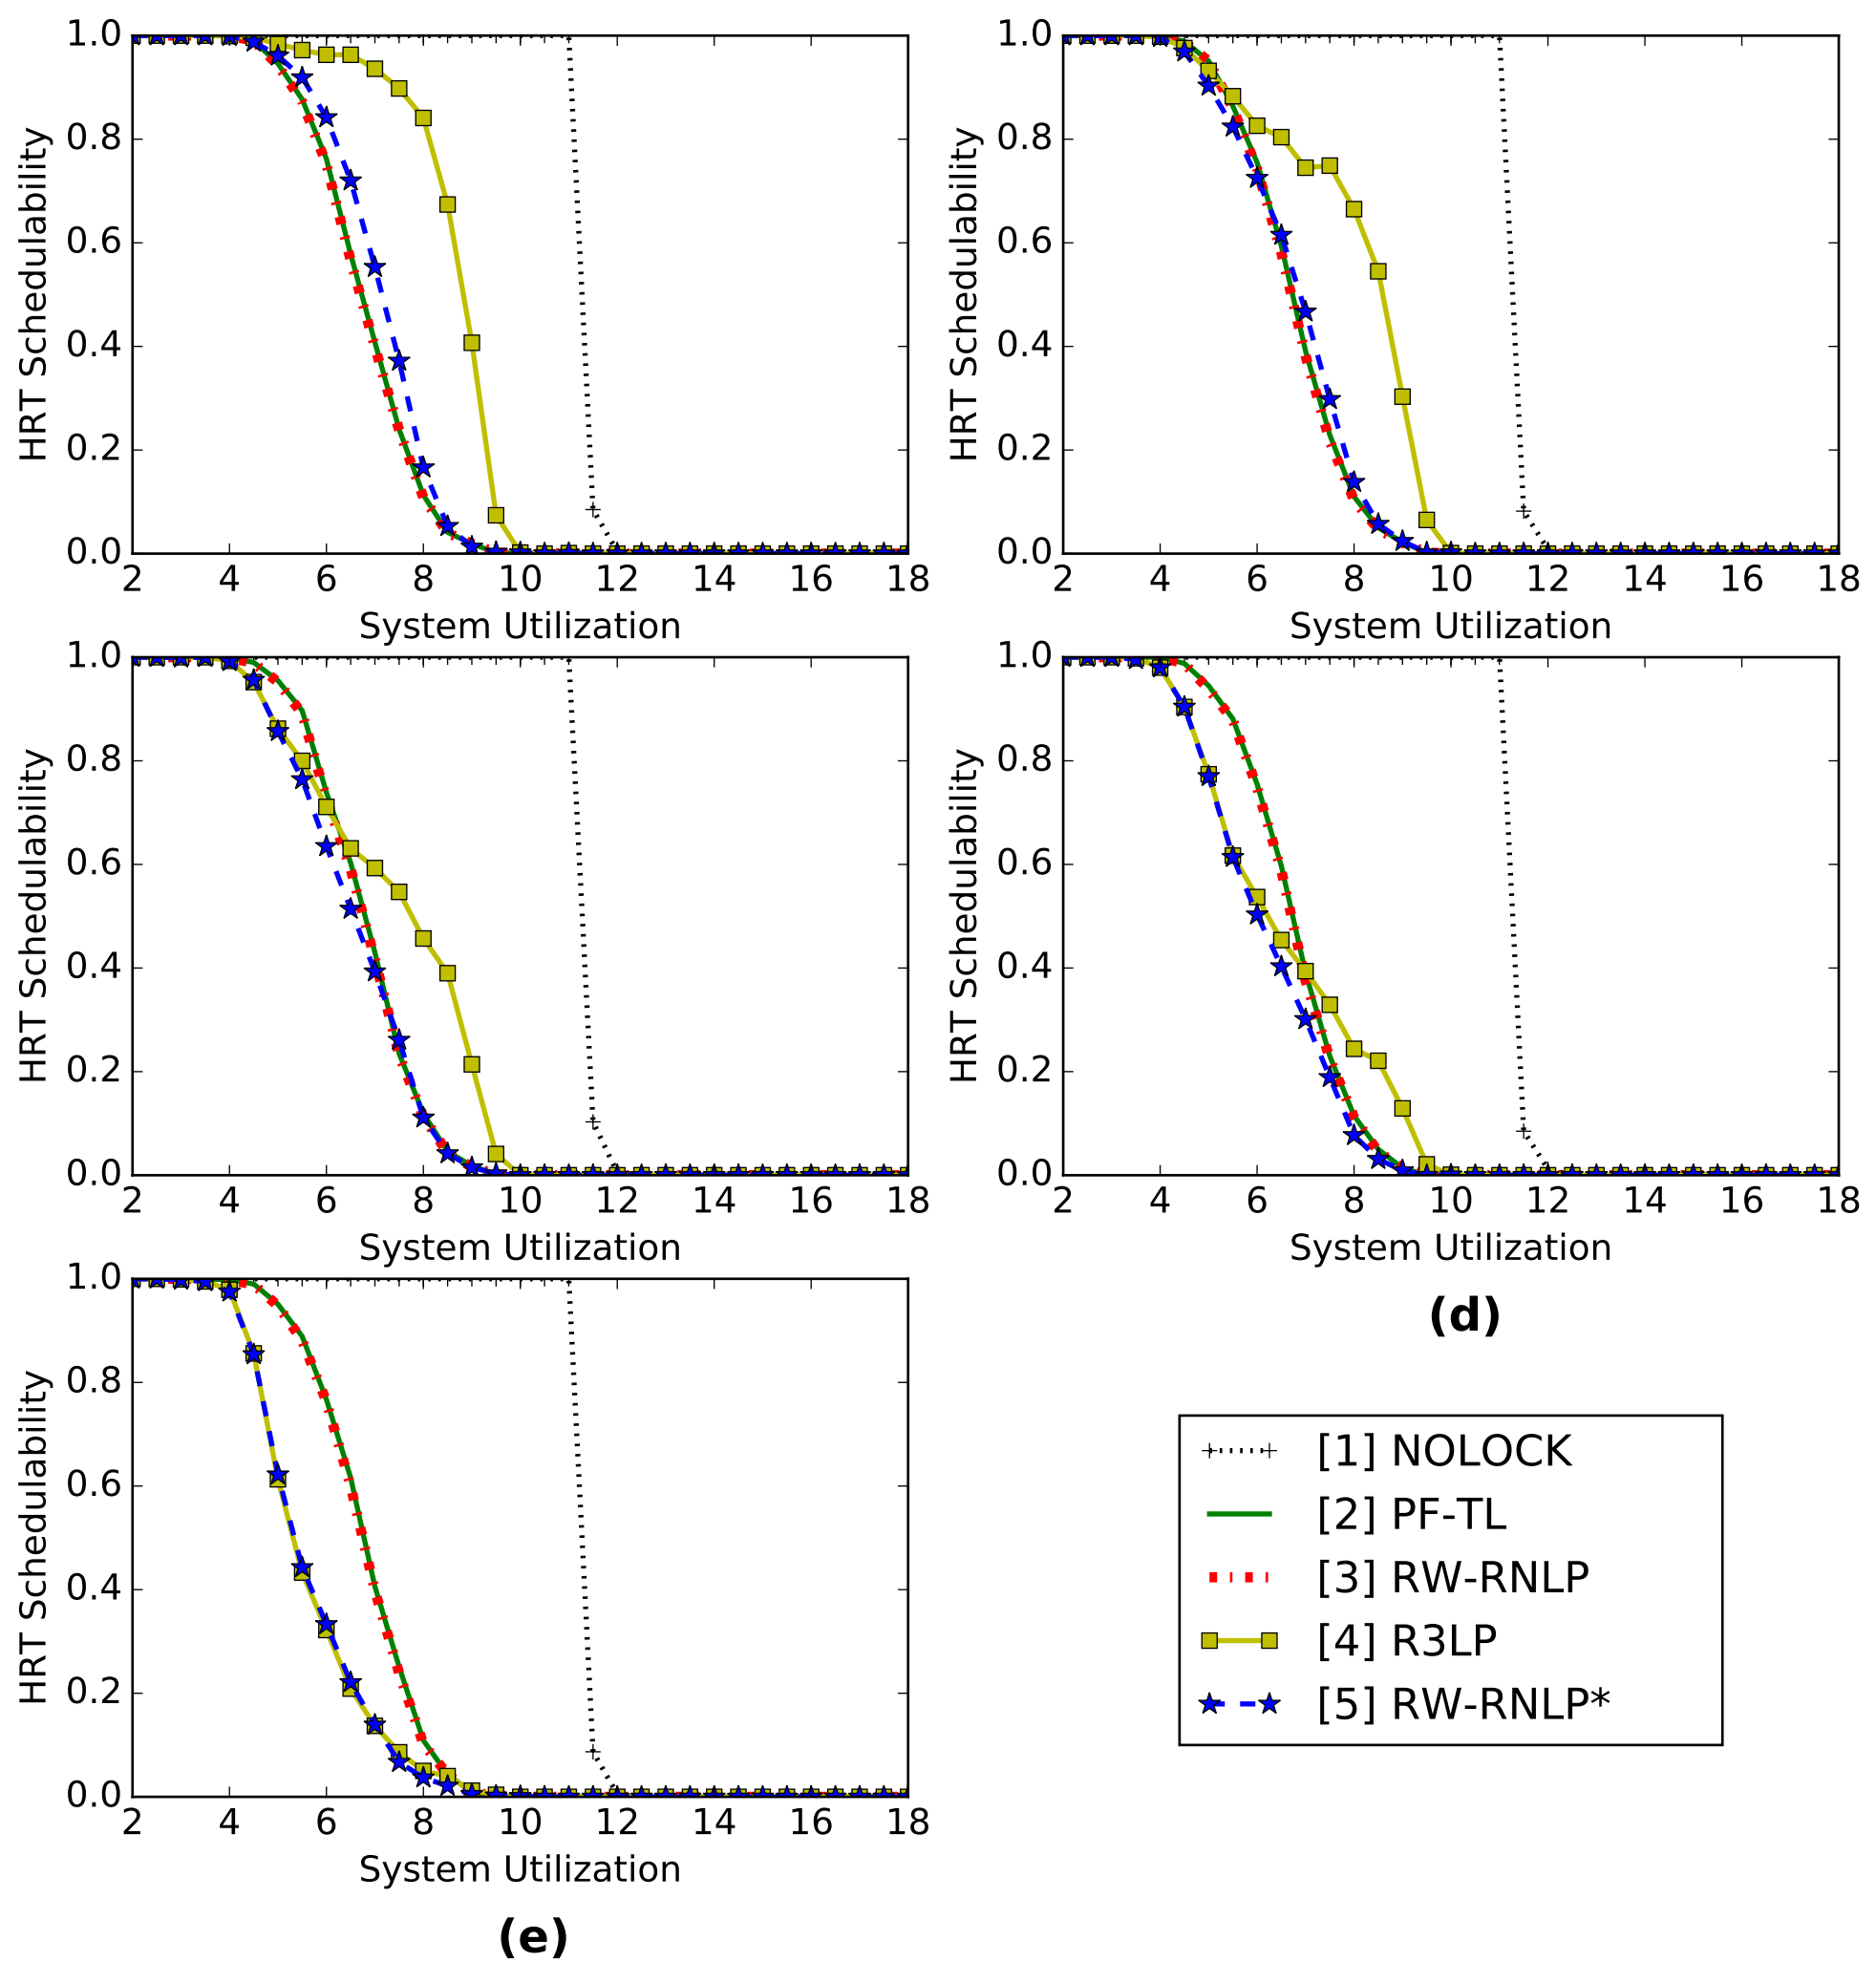 1.0
0.8
0.6
0.4
0.2
0.0
HRT Schedulability
2 4 6 8 10 12 14 16 18
System Utilization
1.0
0.8
0.6
0.4
0.2
0.0
HRT Schedulability
2 4 6 8 10 12 14 16 18
System Utilization
1.0
0.8
0.6
0.4
0.2
0.0
HRT Schedulability
2 4 6 8 10 12 14 16 18
System Utilization
1.0
0.8
0.6
0.4
0.2
0.0
HRT Schedulability
2 4 6 8 10 12 14 16 18
System Utilization
(d)
1.0
0.8
0.6
0.4
0.2
0.0
HRT Schedulability
2 4 6 8 10 12 14 16 18
System Utilization
(e)
[1] NOLOCK
[2] PF-TL
[3] RW-RNLP
[4] R3LP
[5] RW-RNLP*